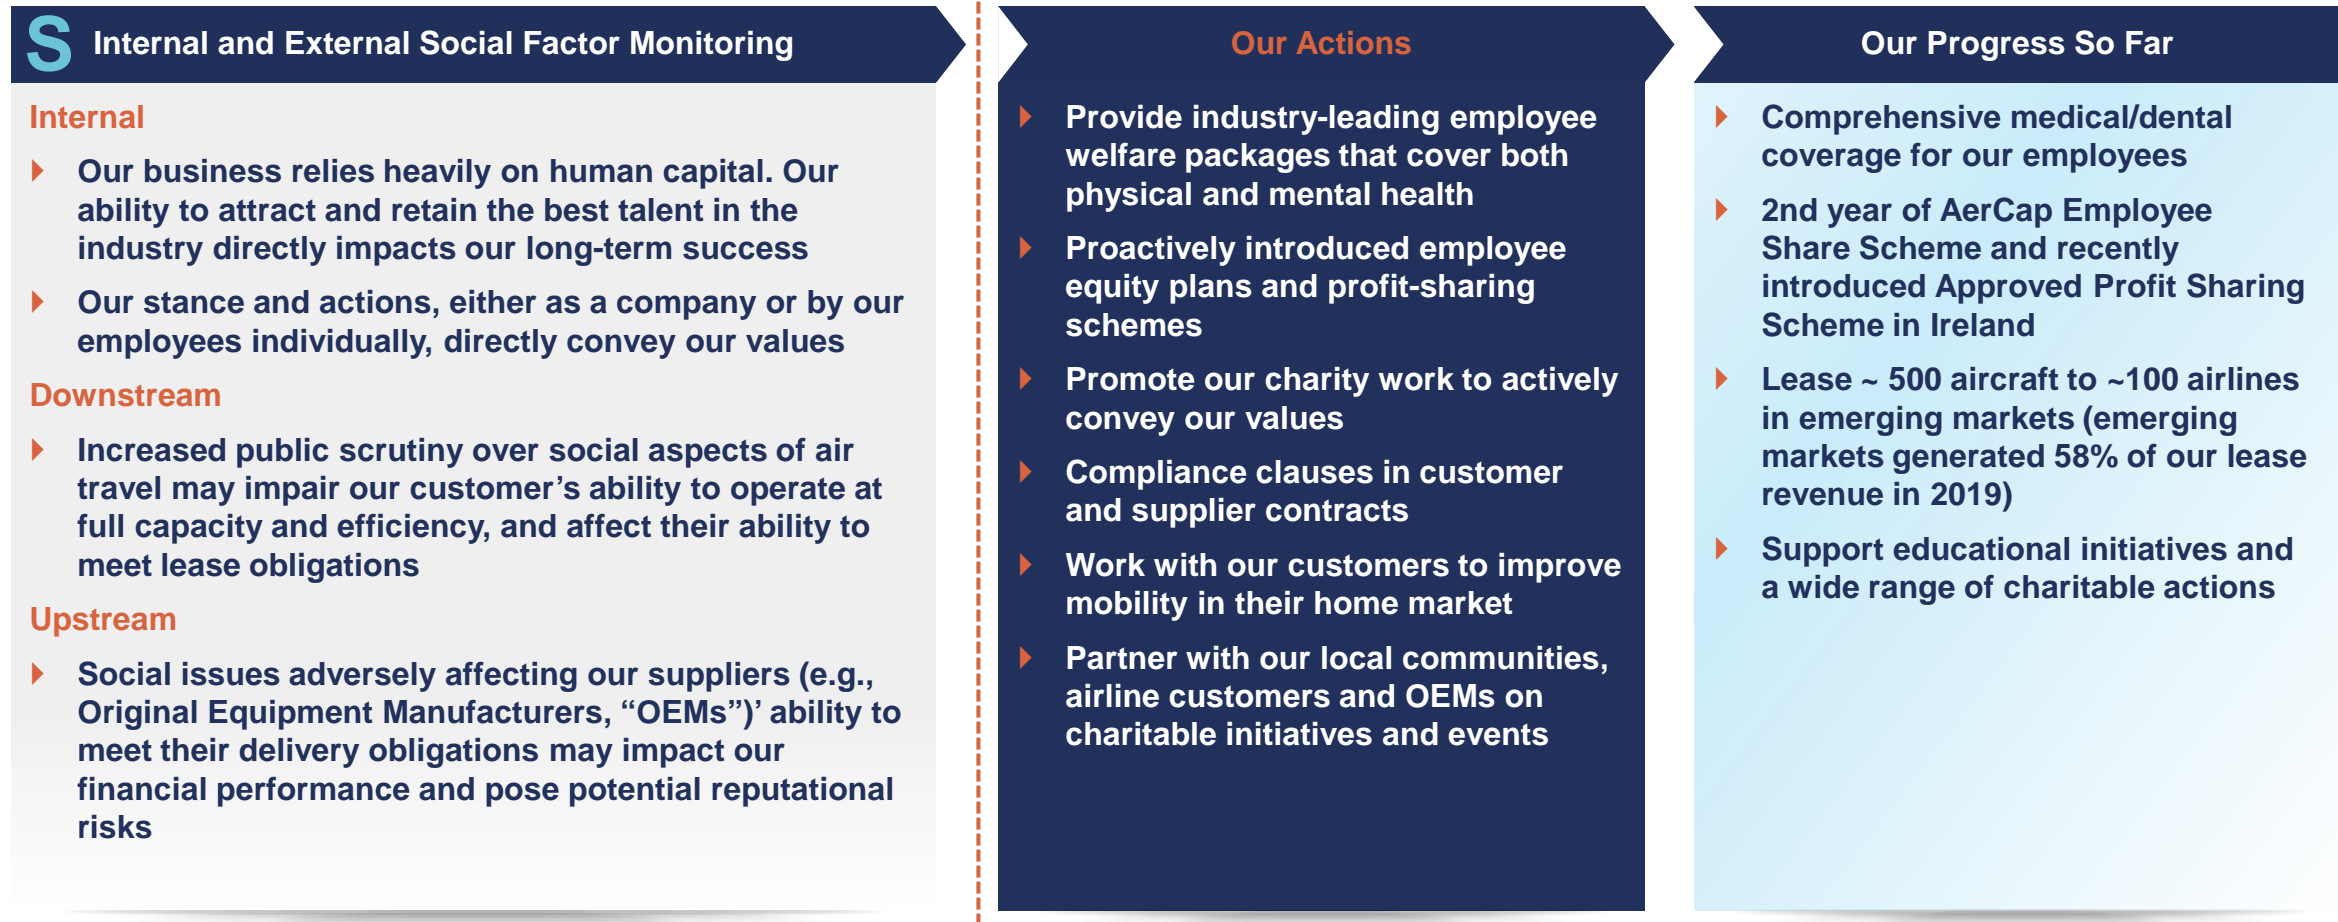 S Internal and External Social Factor Monitoring
Internal
Our business relies heavily on human capital. Our
ability to attract and retain the best talent in the
industry directly impacts our long-term success
Our stance and actions, either as a company or by our
employees individually, directly convey our values
Downstream
Increased public scrutiny over social aspects of air
travel may impair our customer’s ability to operate at
full capacity and efficiency, and affect their ability to
meet lease obligations
Upstream
Social issues adversely affecting our suppliers (e.g.,
Original Equipment Manufacturers, “OEMs”)’ ability to
meet their delivery obligations may impact our
financial performance and pose potential reputational
risks
Our Actions
Provide industry-leading employee
welfare packages that cover both
physical and mental health
Proactively introduced employee
equity plans and profit-sharing
schemes
Promote our charity work to actively
convey our values
Compliance clauses in customer
and supplier contracts
Work with our customers to improve
mobility in their home market
Partner with our local communities,
airline customers and OEMs on
charitable initiatives and events
Our Progress So Far
Comprehensive medical/dental
coverage for our employees
2nd year of AerCap Employee
Share Scheme and recently
introduced Approved Profit Sharing
Scheme in Ireland
Lease ~ 500 aircraft to ~100 airlines
in emerging markets (emerging
markets generated 58% of our lease
revenue in 2019)
Support educational initiatives and
a wide range of charitable actions